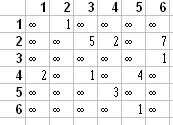 1 2 3 4 5 6
1 ∞ 1 ∞ ∞ ∞ ∞
2 ∞ ∞ 5 2 ∞ 7
3 ∞ ∞ ∞ ∞ ∞ 1
4 2 ∞ 1 ∞ 4 ∞
5 ∞ ∞ ∞ 3 ∞ ∞
6 ∞ ∞ ∞ ∞ 1 ∞